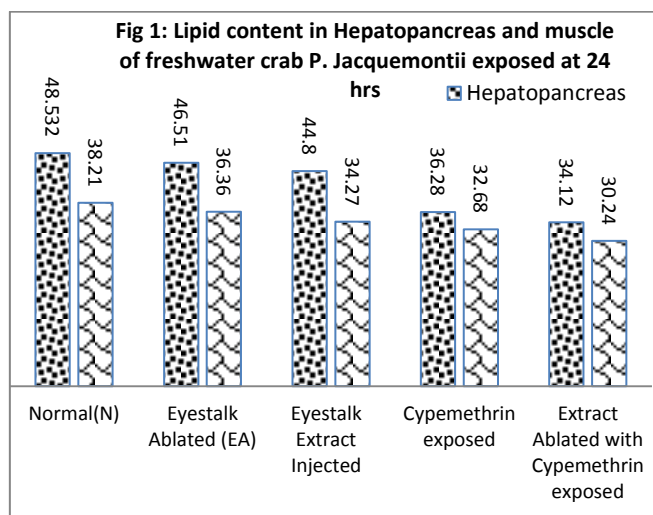 Fig 1: Lipid content in Hepatopancreas and muscle
of freshwater crab P. Jacquemontii exposed at 24
hrs
Hepatopancreas
48.532
38.21
46.51
36.36
44.8
34.27
36.28
32.68
34.12
30.24
Normal(N)
Eyestalk
Ablated (EA)
Eyestalk
Extract
Injected
Cypemethrin
exposed
Extract
Ablated with
Cypemethrin
exposed